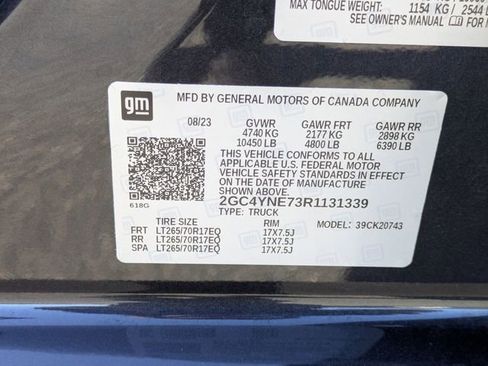 MAX TONGUE WEIGHT: 1154 KG / 2544 L
SEE OWNER'S MANUAL
gm
MFD BY GENERAL MOTORS OF CANADA COMPANY
08/23 GVWR GAWR FRT GAWR RR
4740 KG 2177 KG 2898 KG
10450 LB 4800 LB 6390 LB
THIS VEHICLE CONFORMS TO ALL
APPLICABLE U.S. FEDERAL MOTOR
VEHICLE SAFETY STANDARDS IN
EFFECT ON THE DATE OF
MANUFACTURE SHOWN ABOVE.
2GC4YNE73R1131339
618G TYPE: TRUCK
MODEL: 39CK20743
TIRE SIZE RIM
FRT LT265/70R17EQ 17X7.5J
RR LT265/70R17EQ 17X7.5J
SPA LT265/70R17EQ 17X7.5J